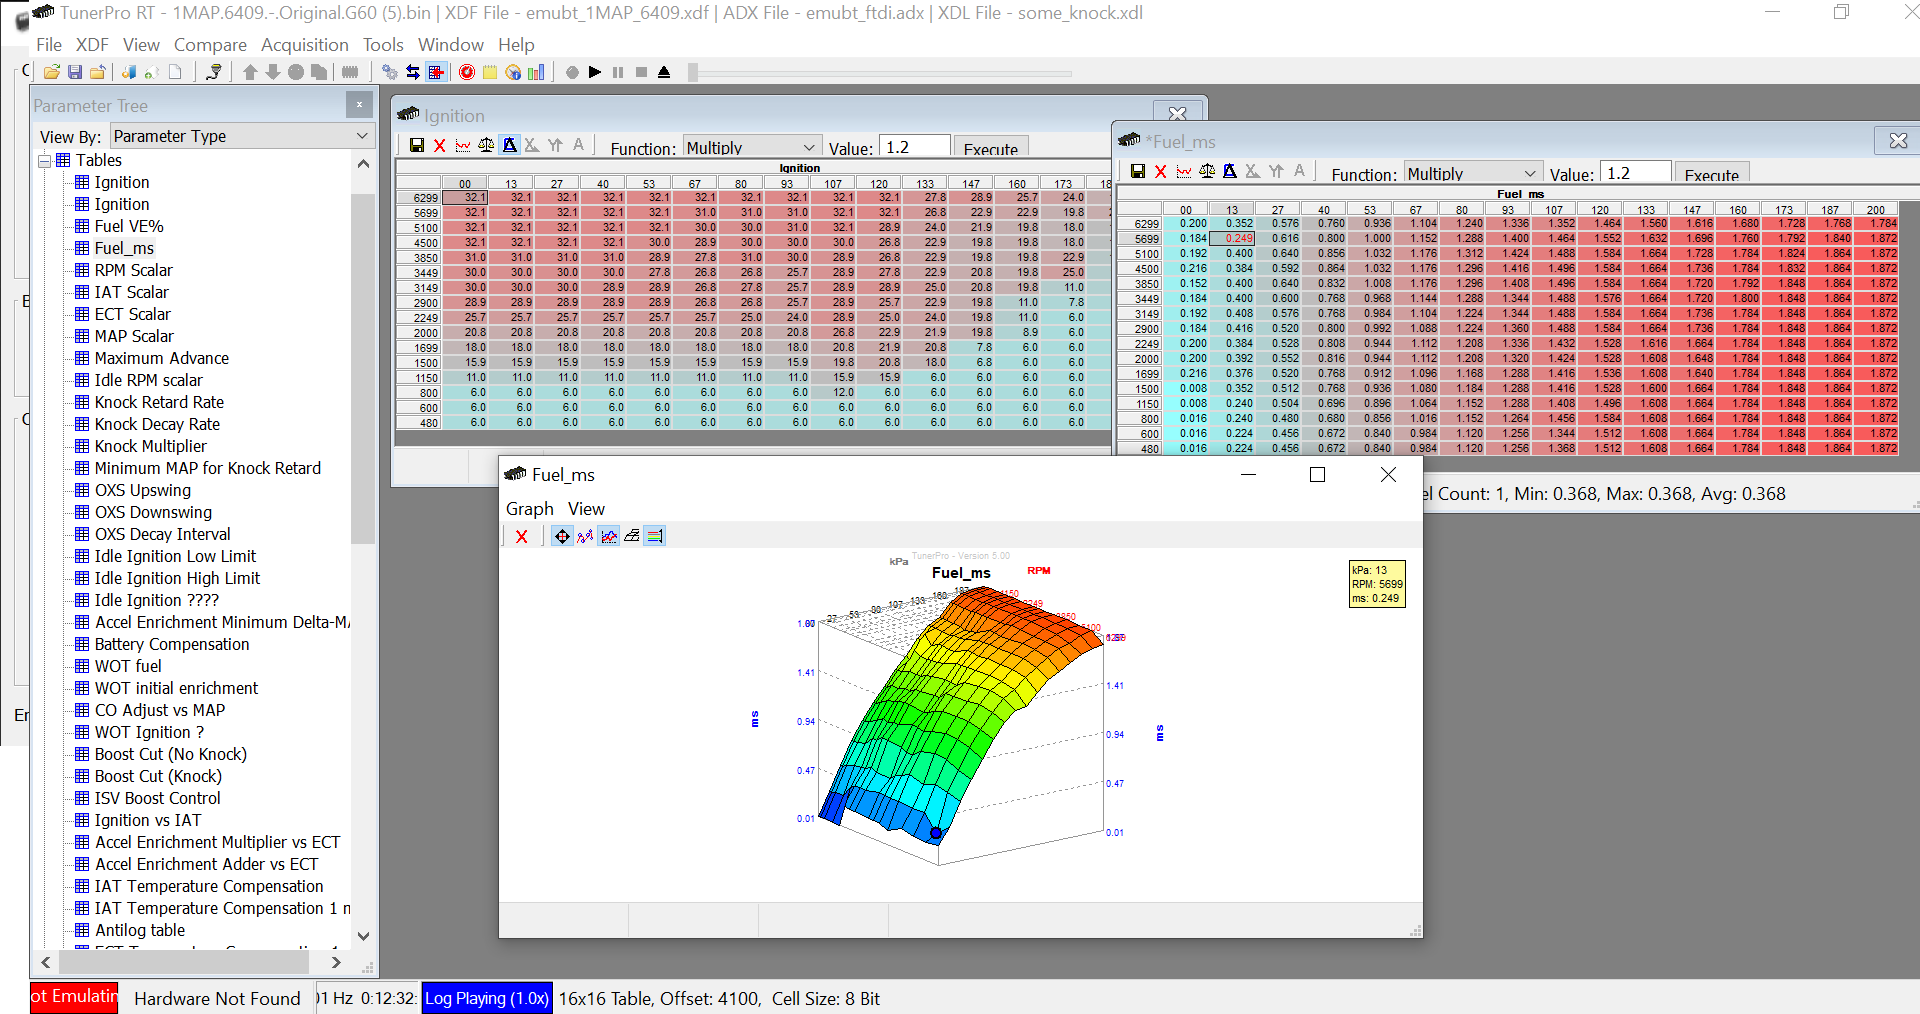 TunerPro RT - 1MAP.6409.-.Original.G60 (5).bin | XDF File - emubt_1MAP_6409.xdf | ADX File - emubt_ftdi.adx | XDL File - some_knock.xdl
File XDF View Compare Acquisition Tools Window Help
Parameter Tree
View By: Parameter Type
Tables
Ignition
Ignition
Fuel VE%
Fuel_ms
RPM Scalar
IAT Scalar
ECT Scalar
MAP Scalar
Maximum Advance
Idle RPM scalar
Knock Retard Rate
Knock Decay Rate
Knock Multiplier
Minimum MAP for Knock Retard
OXS Upswing
OXS Downswing
OXS Decay Interval
Idle Ignition Low Limit
Idle Ignition High Limit
Idle Ignition ????
Accel Enrichment Minimum Delta-MA
Battery Compensation
WOT fuel
WOT initial enrichment
CO Adjust vs MAP
WOT Ignition ?
Boost Cut (No Knock)
Boost Cut (Knock)
ISV Boost Control
Ignition vs IAT
Accel Enrichment Multiplier vs ECT
Accel Enrichment Adder vs ECT
IAT Temperature Compensation
IAT Temperature Compensation 1 n
Antilog table
Ignition
Function: Multiply Value: 1.2 Execute
Ignition
00 13 27 40 53 67 80 93 107 120 133 147 160 173 18
6299 32.1 32.1 32.1 32.1 32.1 32.1 32.1 32.1 32.1 32.1 27.8 28.9 25.7 24.0
5699 32.1 32.1 32.1 32.1 32.1 31.0 31.0 31.0 32.1 32.1 26.8 22.9 22.9 19.8
5100 32.1 32.1 32.1 32.1 32.1 30.0 30.0 31.0 32.1 28.9 24.0 21.9 19.8 18.0
4500 32.1 32.1 32.1 32.1 30.0 28.9 30.0 30.0 30.0 26.8 22.9 19.8 19.8 18.0
3850 31.0 31.0 31.0 31.0 28.9 27.8 31.0 30.0 28.9 26.8 22.9 19.8 19.8 22.9
3449 30.0 30.0 30.0 30.0 27.8 26.8 26.8 25.7 28.9 27.8 22.9 20.8 19.8 25.0
3149 30.0 30.0 30.0 28.9 28.9 26.8 27.8 25.7 28.9 28.9 25.0 20.8 19.8 11.0
2900 28.9 28.9 28.9 28.9 28.9 26.8 26.8 25.7 28.9 25.7 22.9 19.8 11.0 7.8
2249 25.7 25.7 25.7 25.7 25.7 25.7 25.0 24.0 28.9 25.0 24.0 19.8 11.0 6.0
2000 20.8 20.8 20.8 20.8 20.8 20.8 20.8 20.8 26.8 22.9 21.9 19.8 8.9 6.0
1699 18.0 18.0 18.0 18.0 18.0 18.0 18.0 18.0 20.8 21.9 20.8 7.8 6.0 6.0
1500 15.9 15.9 15.9 15.9 15.9 15.9 15.9 15.9 19.8 20.8 18.0 6.8 6.0 6.0
1150 11.0 11.0 11.0 11.0 11.0 11.0 11.0 11.0 15.9 15.9 6.0 6.0 6.0 6.0
800 6.0 6.0 6.0 6.0 6.0 6.0 6.0 6.0 12.0 6.0 6.0 6.0 6.0 6.0
600 6.0 6.0 6.0 6.0 6.0 6.0 6.0 6.0 6.0 6.0 6.0 6.0 6.0 6.0
480 6.0 6.0 6.0 6.0 6.0 6.0 6.0 6.0 6.0 6.0 6.0 6.0 6.0 6.0
*Fuel_ms
Function: Multiply Value: 1.2 Execute
Fuel_ms
00 13 27 40 53 67 80 93 107 120 133 147 160 173 187 200
6299 0.200 0.352 0.576 0.760 0.936 1.104 1.240 1.336 1.352 1.464 1.560 1.616 1.680 1.728 1.768 1.784
5699 0.184 0.249 0.616 0.800 1.000 1.152 1.288 1.400 1.464 1.552 1.632 1.696 1.760 1.792 1.840 1.872
5100 0.192 0.400 0.640 0.856 1.032 1.176 1.312 1.424 1.488 1.584 1.664 1.728 1.784 1.824 1.864 1.872
4500 0.216 0.384 0.592 0.864 1.032 1.176 1.296 1.416 1.496 1.584 1.664 1.736 1.784 1.832 1.864 1.872
3850 0.152 0.400 0.640 0.832 1.008 1.176 1.296 1.408 1.496 1.584 1.664 1.720 1.792 1.848 1.864 1.872
3449 0.184 0.400 0.600 0.768 0.968 1.144 1.288 1.344 1.488 1.576 1.664 1.720 1.800 1.848 1.864 1.872
3149 0.192 0.408 0.576 0.768 0.984 1.104 1.224 1.344 1.488 1.584 1.664 1.736 1.784 1.848 1.864 1.872
2900 0.184 0.416 0.520 0.800 0.992 1.088 1.224 1.360 1.488 1.584 1.664 1.736 1.784 1.848 1.864 1.872
2249 0.200 0.384 0.528 0.808 0.944 1.112 1.208 1.336 1.432 1.528 1.616 1.664 1.784 1.848 1.864 1.872
2000 0.200 0.392 0.552 0.816 0.944 1.112 1.208 1.320 1.424 1.528 1.608 1.648 1.784 1.848 1.864 1.872
1699 0.216 0.376 0.520 0.768 0.912 1.096 1.168 1.288 1.416 1.536 1.608 1.640 1.784 1.848 1.864 1.872
1500 0.008 0.352 0.512 0.768 0.936 1.080 1.184 1.288 1.416 1.528 1.600 1.664 1.784 1.848 1.864 1.872
1150 0.008 0.240 0.504 0.696 0.896 1.064 1.152 1.288 1.408 1.496 1.608 1.664 1.784 1.848 1.864 1.872
800 0.016 0.240 0.480 0.680 0.856 1.016 1.152 1.264 1.456 1.584 1.608 1.664 1.784 1.848 1.864 1.872
600 0.016 0.224 0.456 0.672 0.840 0.984 1.120 1.256 1.344 1.512 1.608 1.664 1.784 1.848 1.864 1.872
480 0.016 0.224 0.456 0.672 0.840 0.984 1.120 1.256 1.368 1.512 1.608 1.664 1.784 1.848 1.864 1.872
el Count: 1, Min: 0.368, Max: 0.368, Avg: 0.368
Fuel_ms
Graph View
TunerPro - Version 5.00
kPa
Fuel_ms
RPM
kPa: 13
RPM: 5699
ms: 0.249
27 53 80 107 133 160 187
1150 2249 3850 5100 6299
1.87 1.41 0.94 0.47 0.01
ms
1.87 1.41 0.94 0.47 0.01
ms
ot Emulatin
Hardware Not Found
01 Hz 0:12:32:
Log Playing (1.0x)
16x16 Table, Offset: 4100, Cell Size: 8 Bit